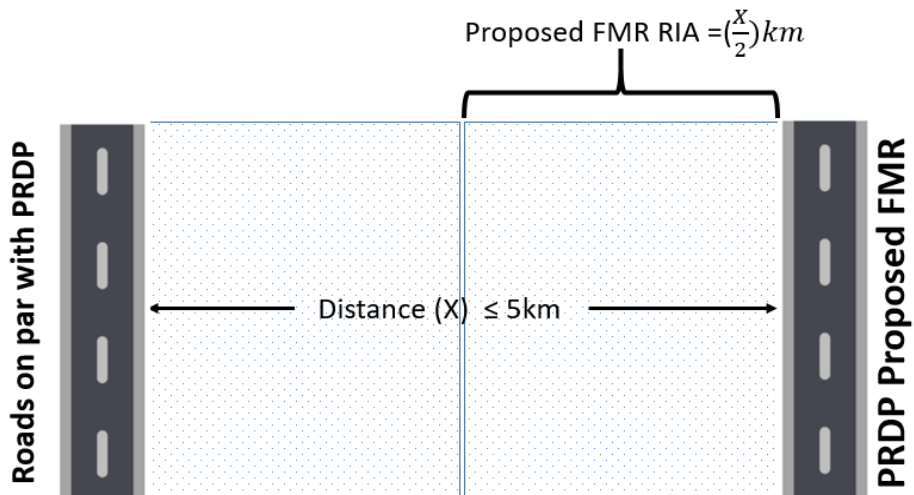 Proposed FMR RIA =(X/2)km
Roads on par with PRDP
Distance (X) ≤ 5km
PRDP Proposed FMR